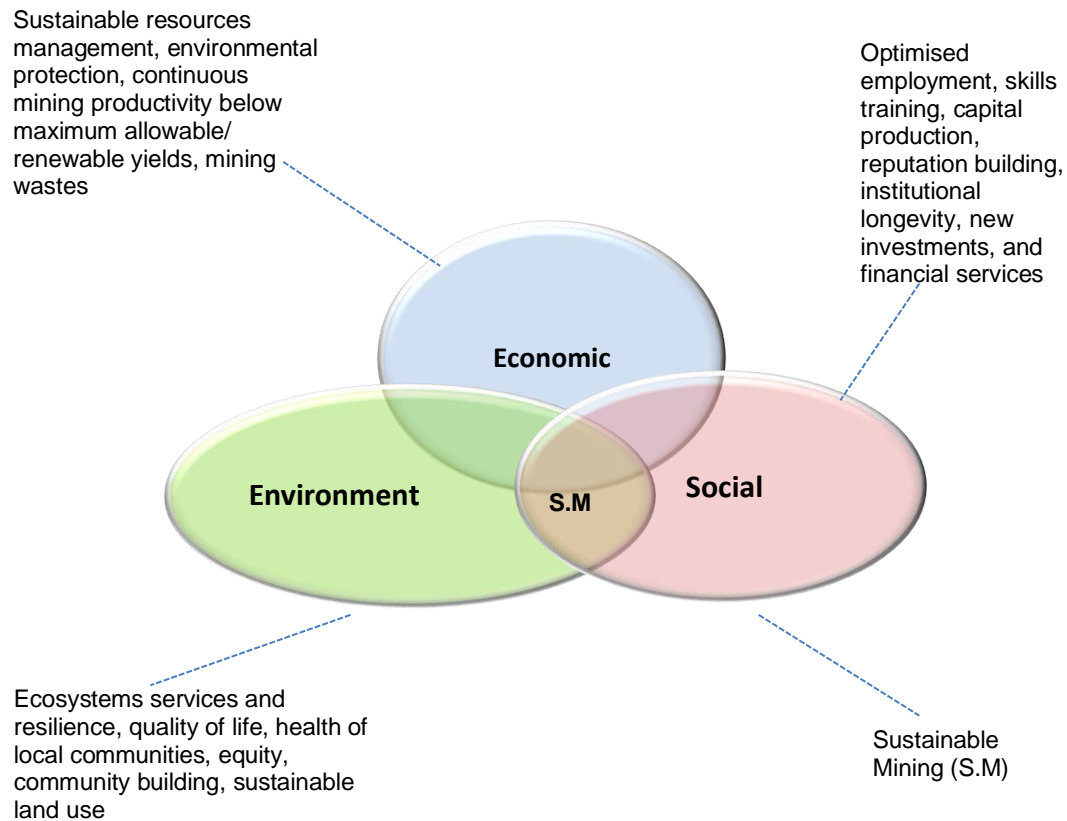 Sustainable resources
management, environmental
protection, continuous
mining productivity below
maximum allowable/
renewable yields, mining
wastes
Optimised
employment, skills
training, capital
production,
reputation building,
institutional
longevity, new
investments, and
financial services
Economic
Environment
S.M
Social
Ecosystems services and
resilience, quality of life, health of
local communities, equity,
community building, sustainable
land use
Sustainable
Mining (S.M)